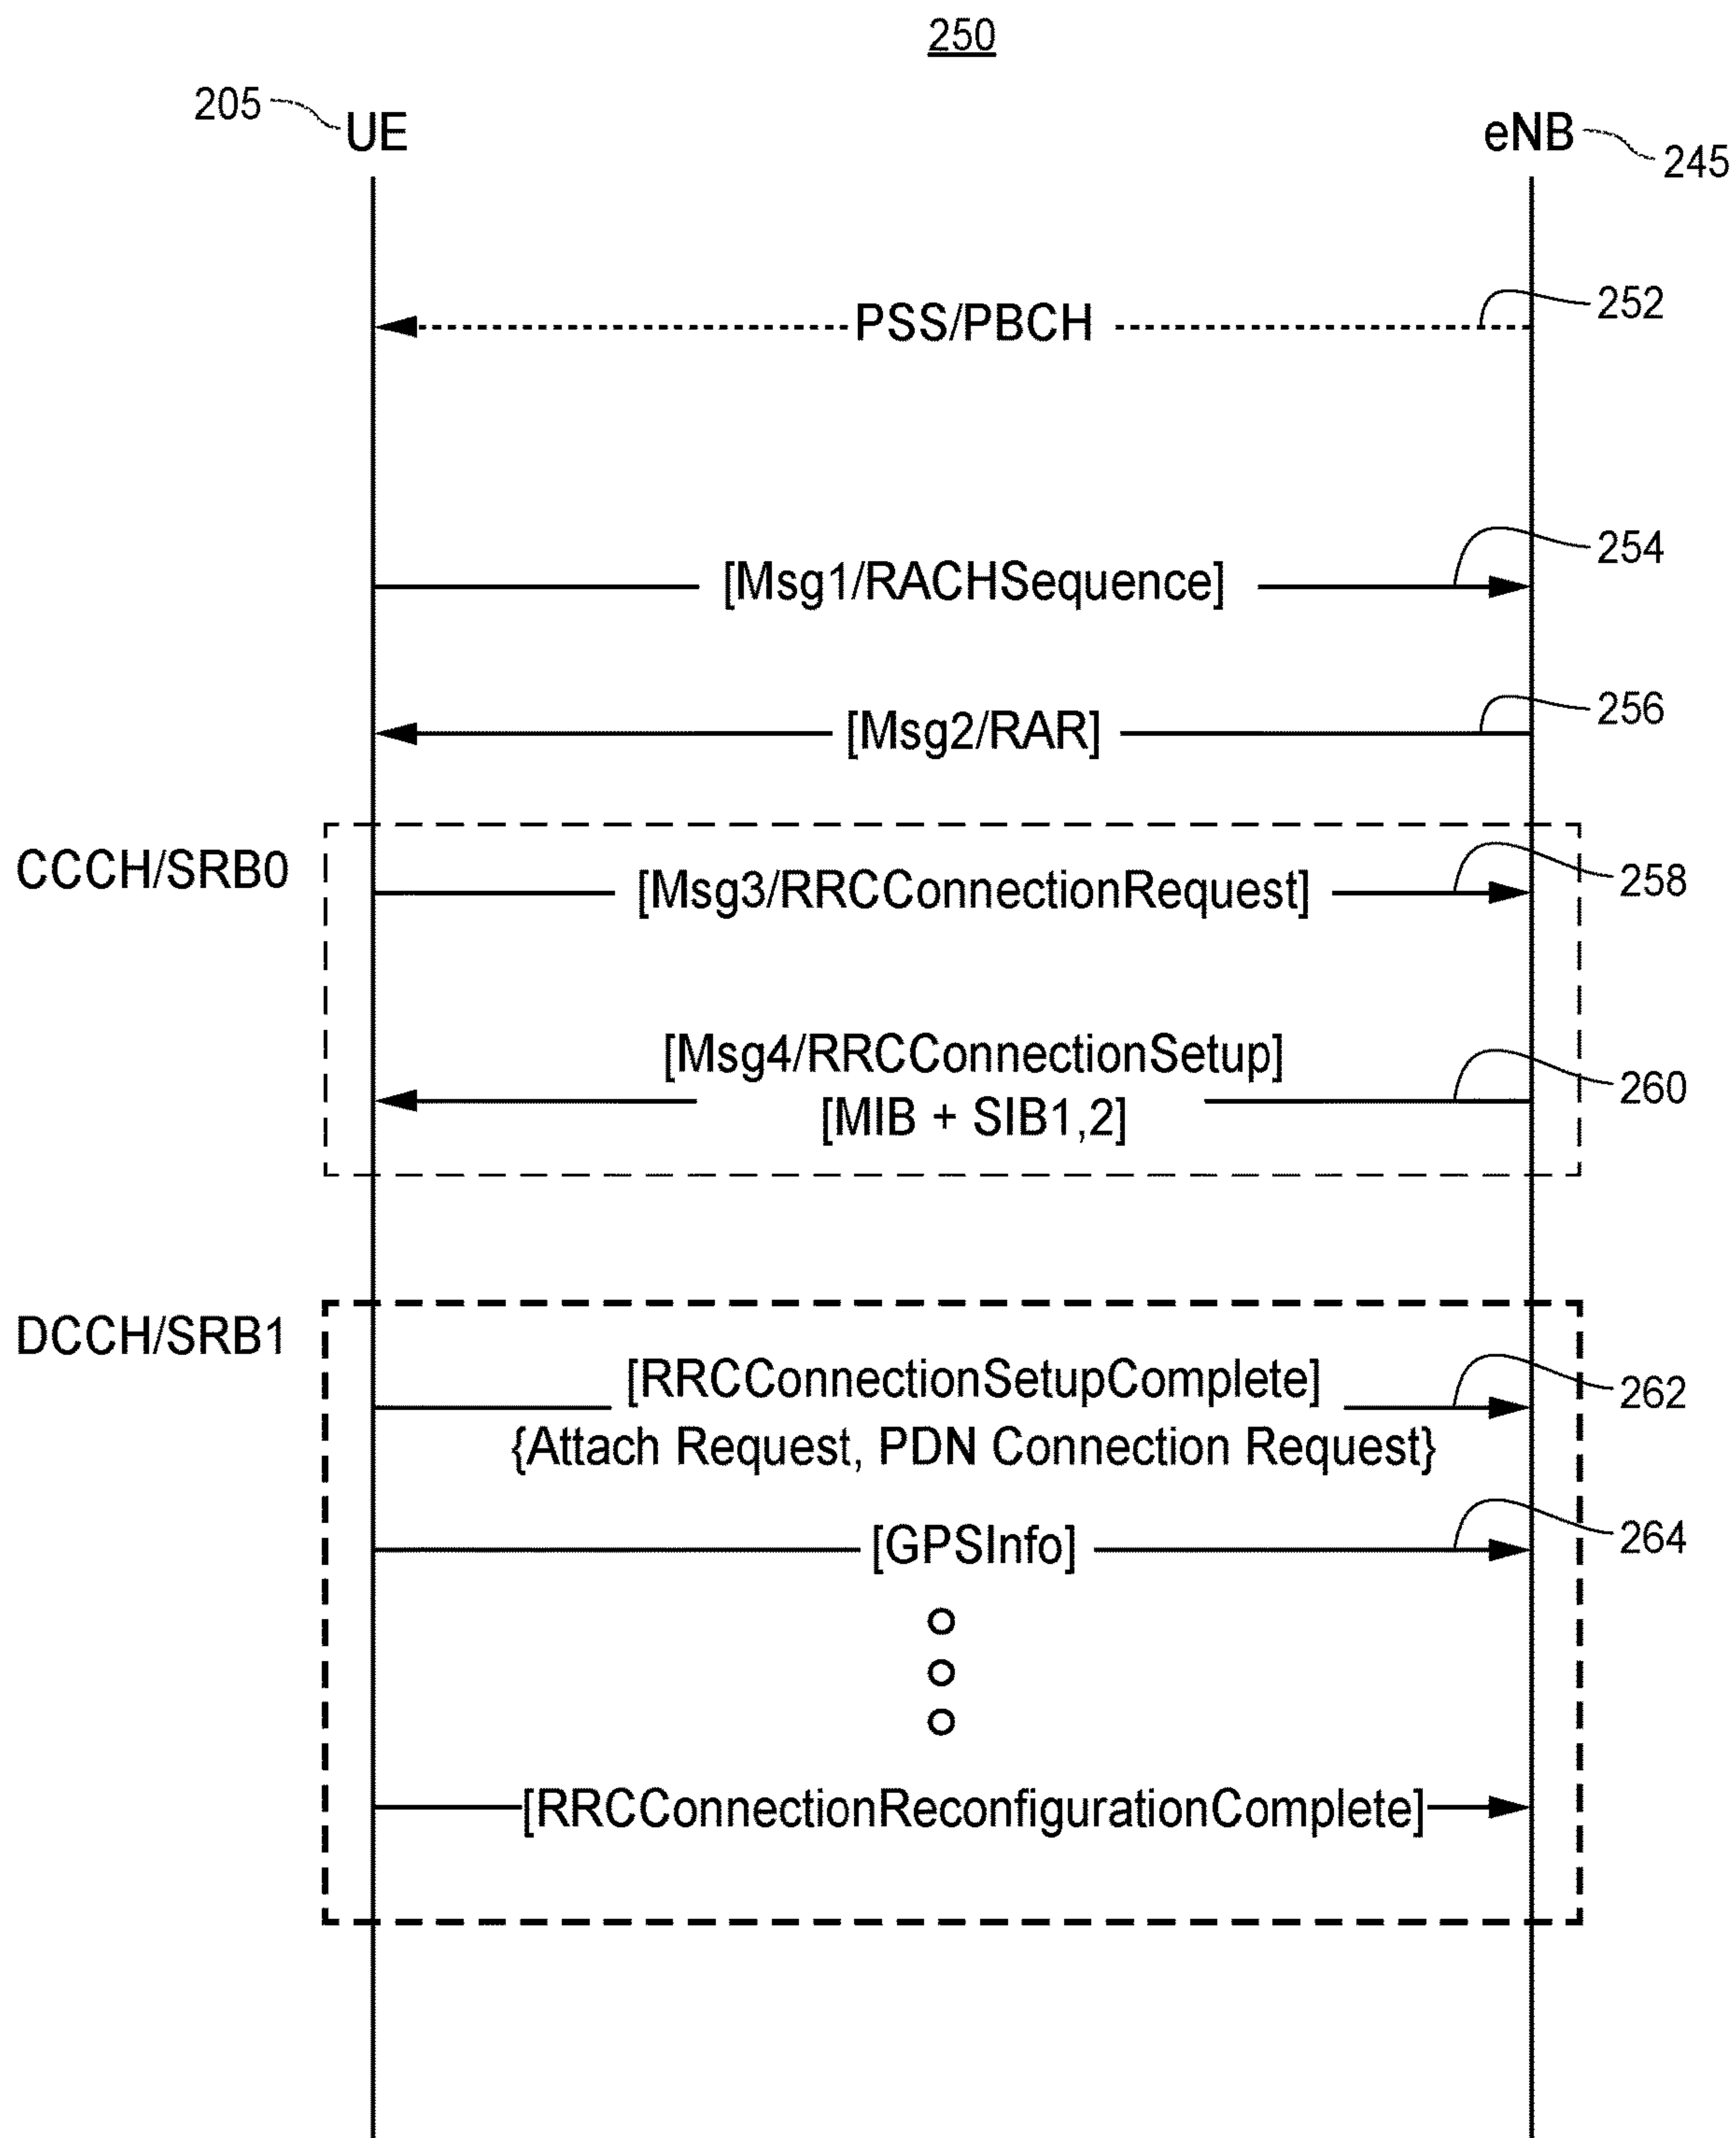 250
205 UE
eNB 245
PSS/PBCH
252
[Msg1/RACHSequence]
254
[Msg2/RAR]
256
CCCH/SRB0
[Msg3/RRCConnectionRequest]
258
[Msg4/RRCConnectionSetup]
[MIB + SIB1,2]
260
DCCH/SRB1
[RRCConnectionSetupComplete]
{Attach Request, PDN Connection Request}
262
[GPSInfo]
264
[RRCConnectionReconfigurationComplete]